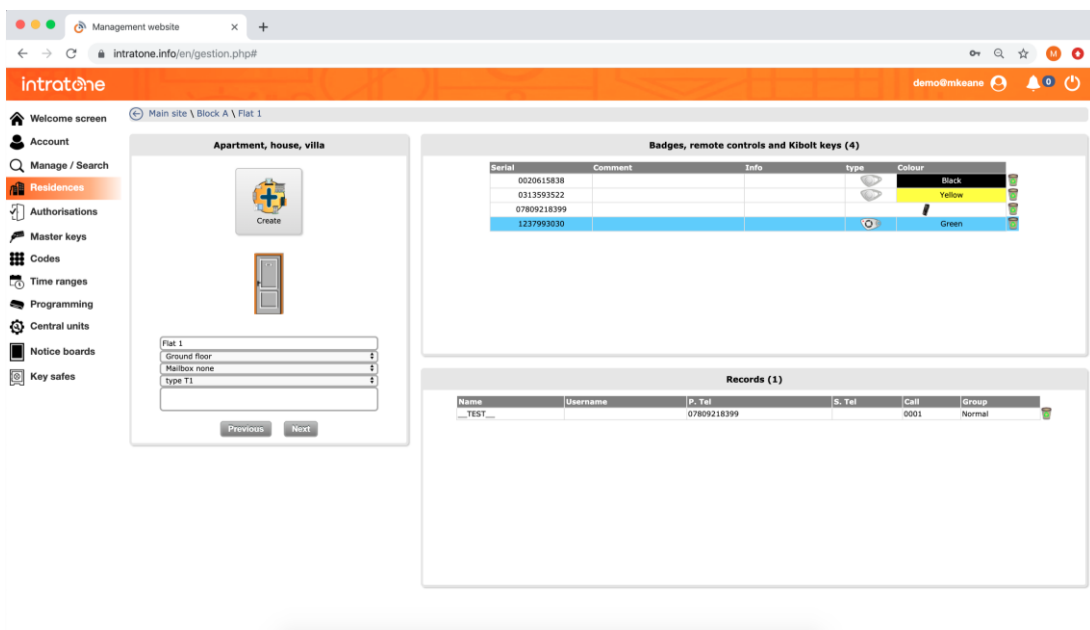 Management website
intratone.info/en/gestion.php#
M
intratone
demo@mkeane
0
Welcome screen
Account
Manage / Search
Residences
Authorisations
Master keys
Codes
Time ranges
Programming
Central units
Notice boards
Key safes
Main site \ Block A \ Flat 1
Apartment, house, villa
Create
Flat 1
Ground floor
Mailbox none
type T1
Previous Next
Badges, remote controls and Kibolt keys (4)
Serial Comment Info type Colour
0020615838 Black
0313593522 Yellow
07809218399
1237993030 Green
Records (1)
Name Username P. Tel S. Tel Call Group
__TEST__ 07809218399 0001 Normal